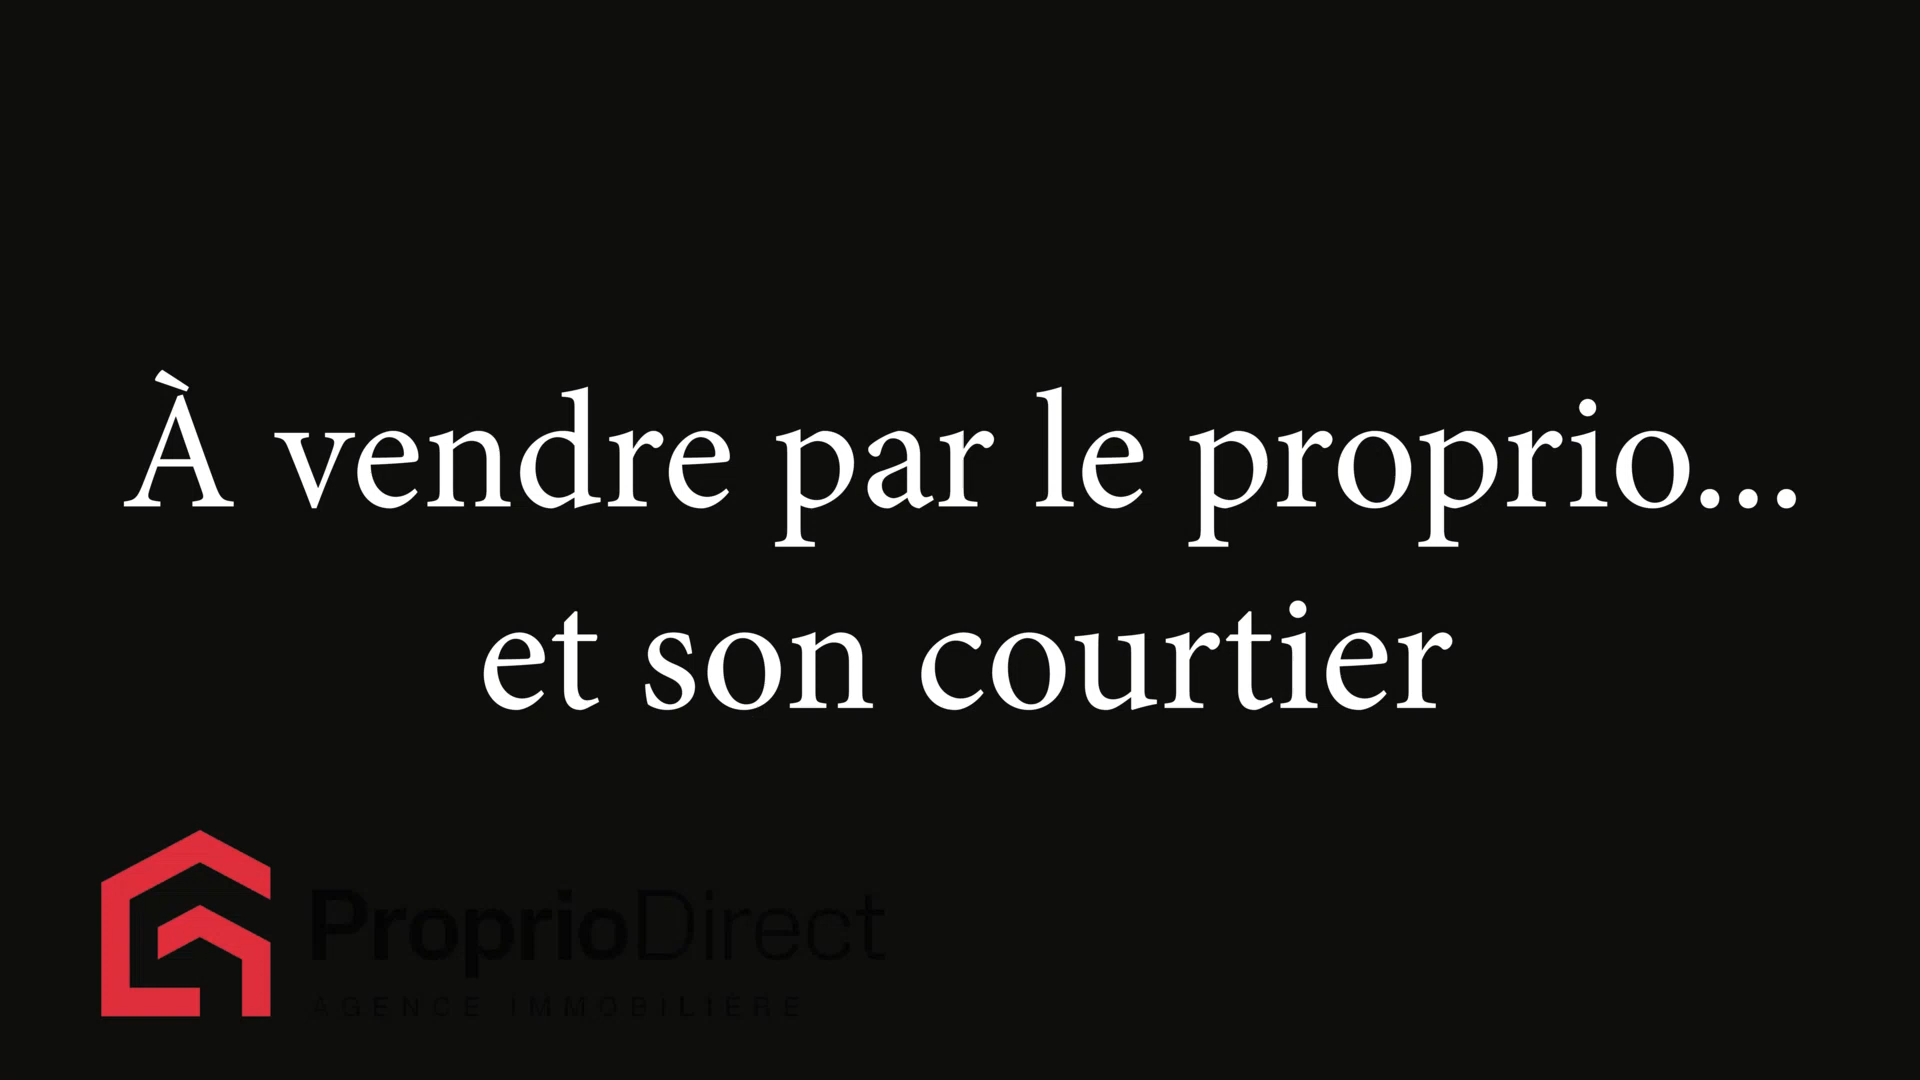 À vendre par le proprio...
et son courtier
ProprioDirect
AGENCE IMMOBILIÈRE